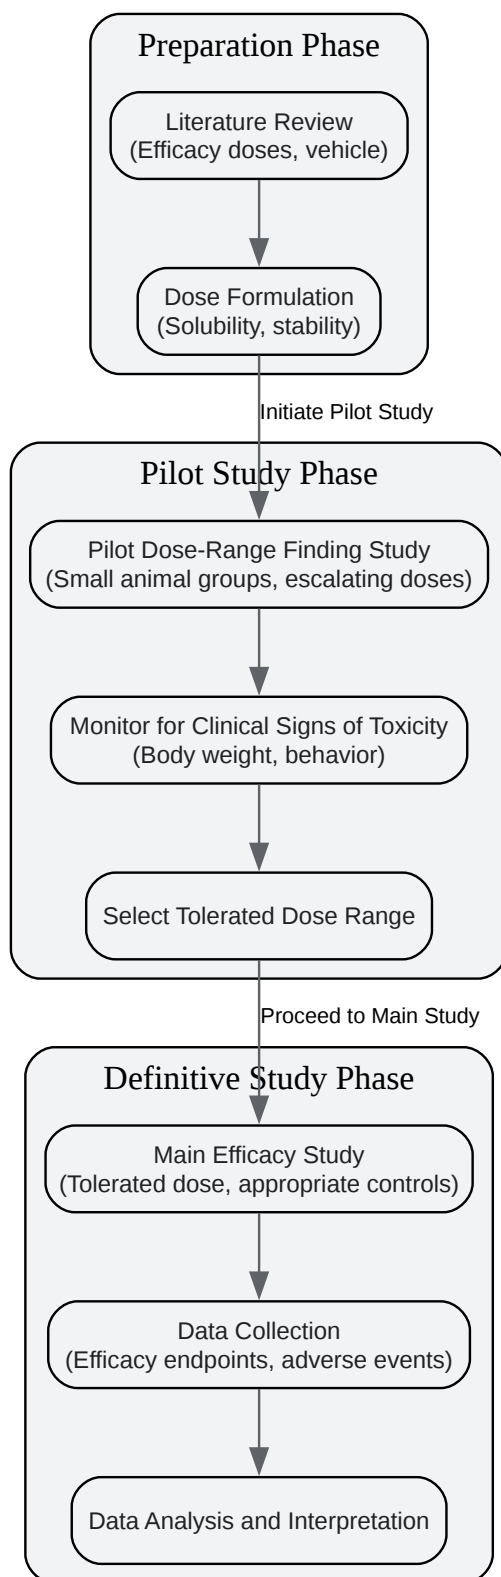 Preparation Phase
Literature Review
(Efficacy doses, vehicle)
Dose Formulation
(Solubility, stability)
Initiate Pilot Study
Pilot Study Phase
Pilot Dose-Range Finding Study
(Small animal groups, escalating doses)
Monitor for Clinical Signs of Toxicity
(Body weight, behavior)
Select Tolerated Dose Range
Proceed to Main Study
Definitive Study Phase
Main Efficacy Study
(Tolerated dose, appropriate controls)
Data Collection
(Efficacy endpoints, adverse events)
Data Analysis and Interpretation